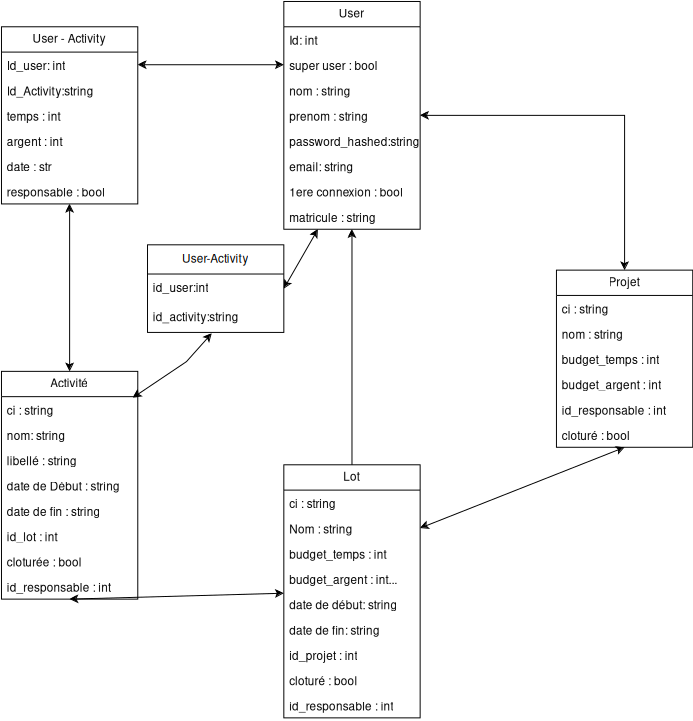 User - Activity
Id_user: int
Id_Activity:string
temps : int
argent : int
date : str
responsable : bool
User
Id: int
super user : bool
nom : string
prenom : string
password_hashed:string
email: string
1ere connexion : bool
matricule : string
User-Activity
id_user:int
id_activity:string
Projet
ci : string
nom : string
budget_temps : int
budget_argent : int
id_responsable : int
cloturé : bool
Activité
ci : string
nom: string
libellé : string
date de Début : string
date de fin : string
id_lot : int
cloturée : bool
id_responsable : int
Lot
ci : string
Nom : string
budget_temps : int
budget_argent : int...
date de début: string
date de fin: string
id_projet : int
cloturé : bool
id_responsable : int